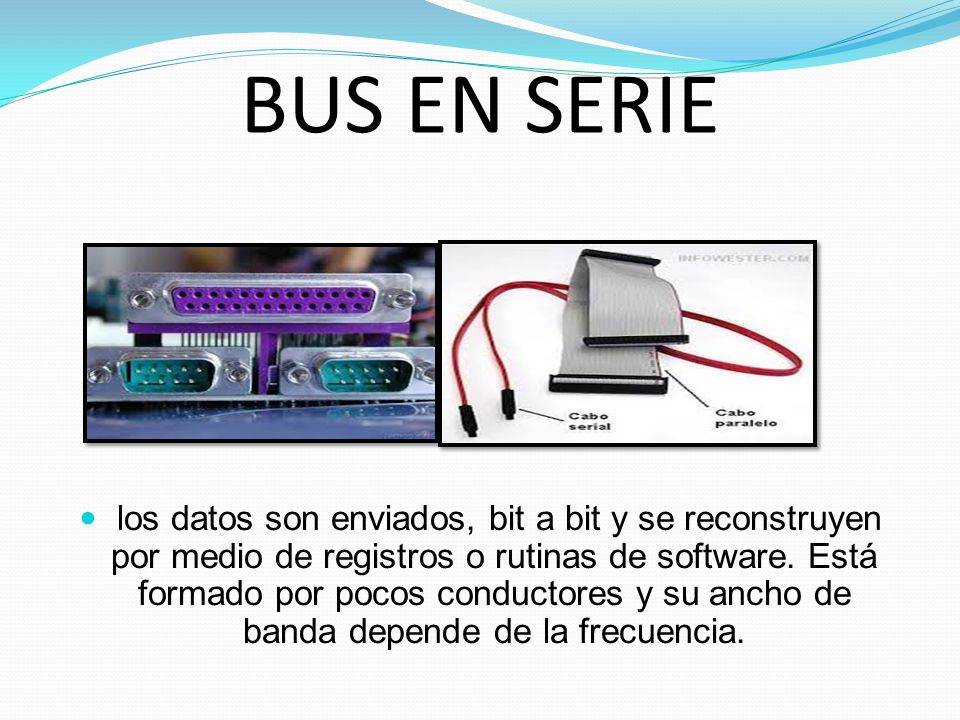 BUS EN SERIE
INFOWESTER.COM
Cabo
serial
Cabo
paralelo
los datos son enviados, bit a bit y se reconstruyen
por medio de registros o rutinas de software. Está
formado por pocos conductores y su ancho de
banda depende de la frecuencia.